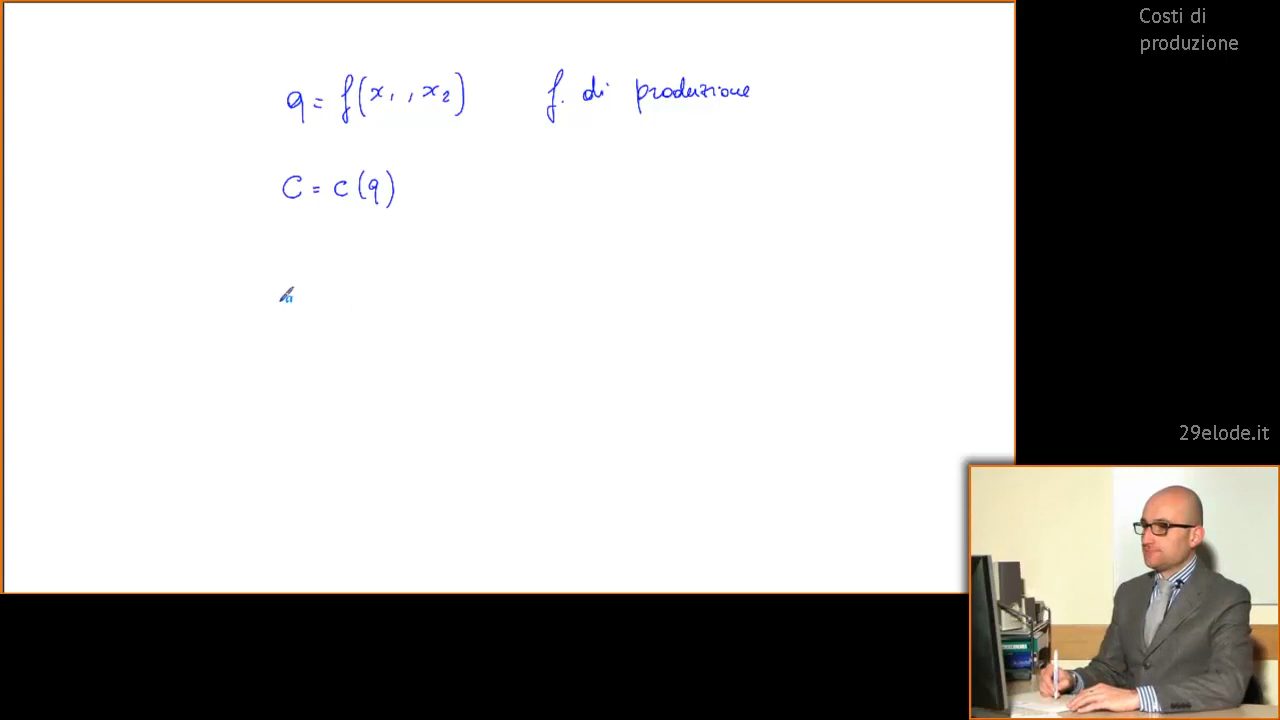 Costi di
produzione
q = f(x1, x2) f. di produzione
C = c(q)
29elode.it